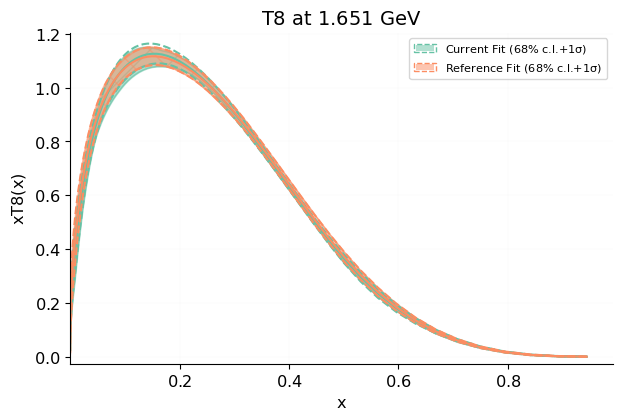 T8 at 1.651 GeV
Current Fit (68% c.l.+1σ)
Reference Fit (68% c.l.+1σ)
xT8(x)
1.2
1.0
0.8
0.6
0.4
0.2
0.0
0.2 0.4 0.6 0.8
x